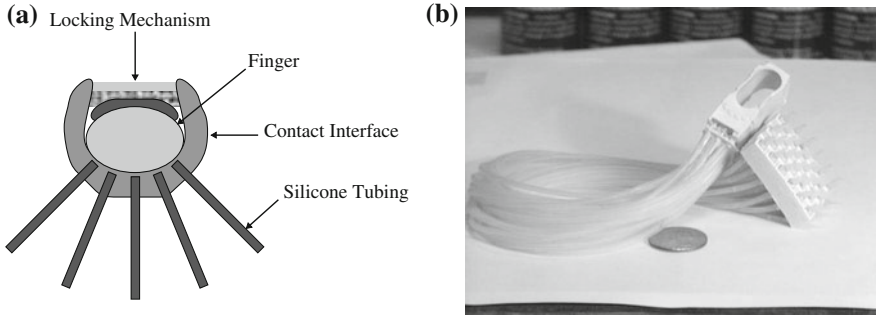 (a)
Locking Mechanism
Finger
Contact Interface
Silicone Tubing
(b)